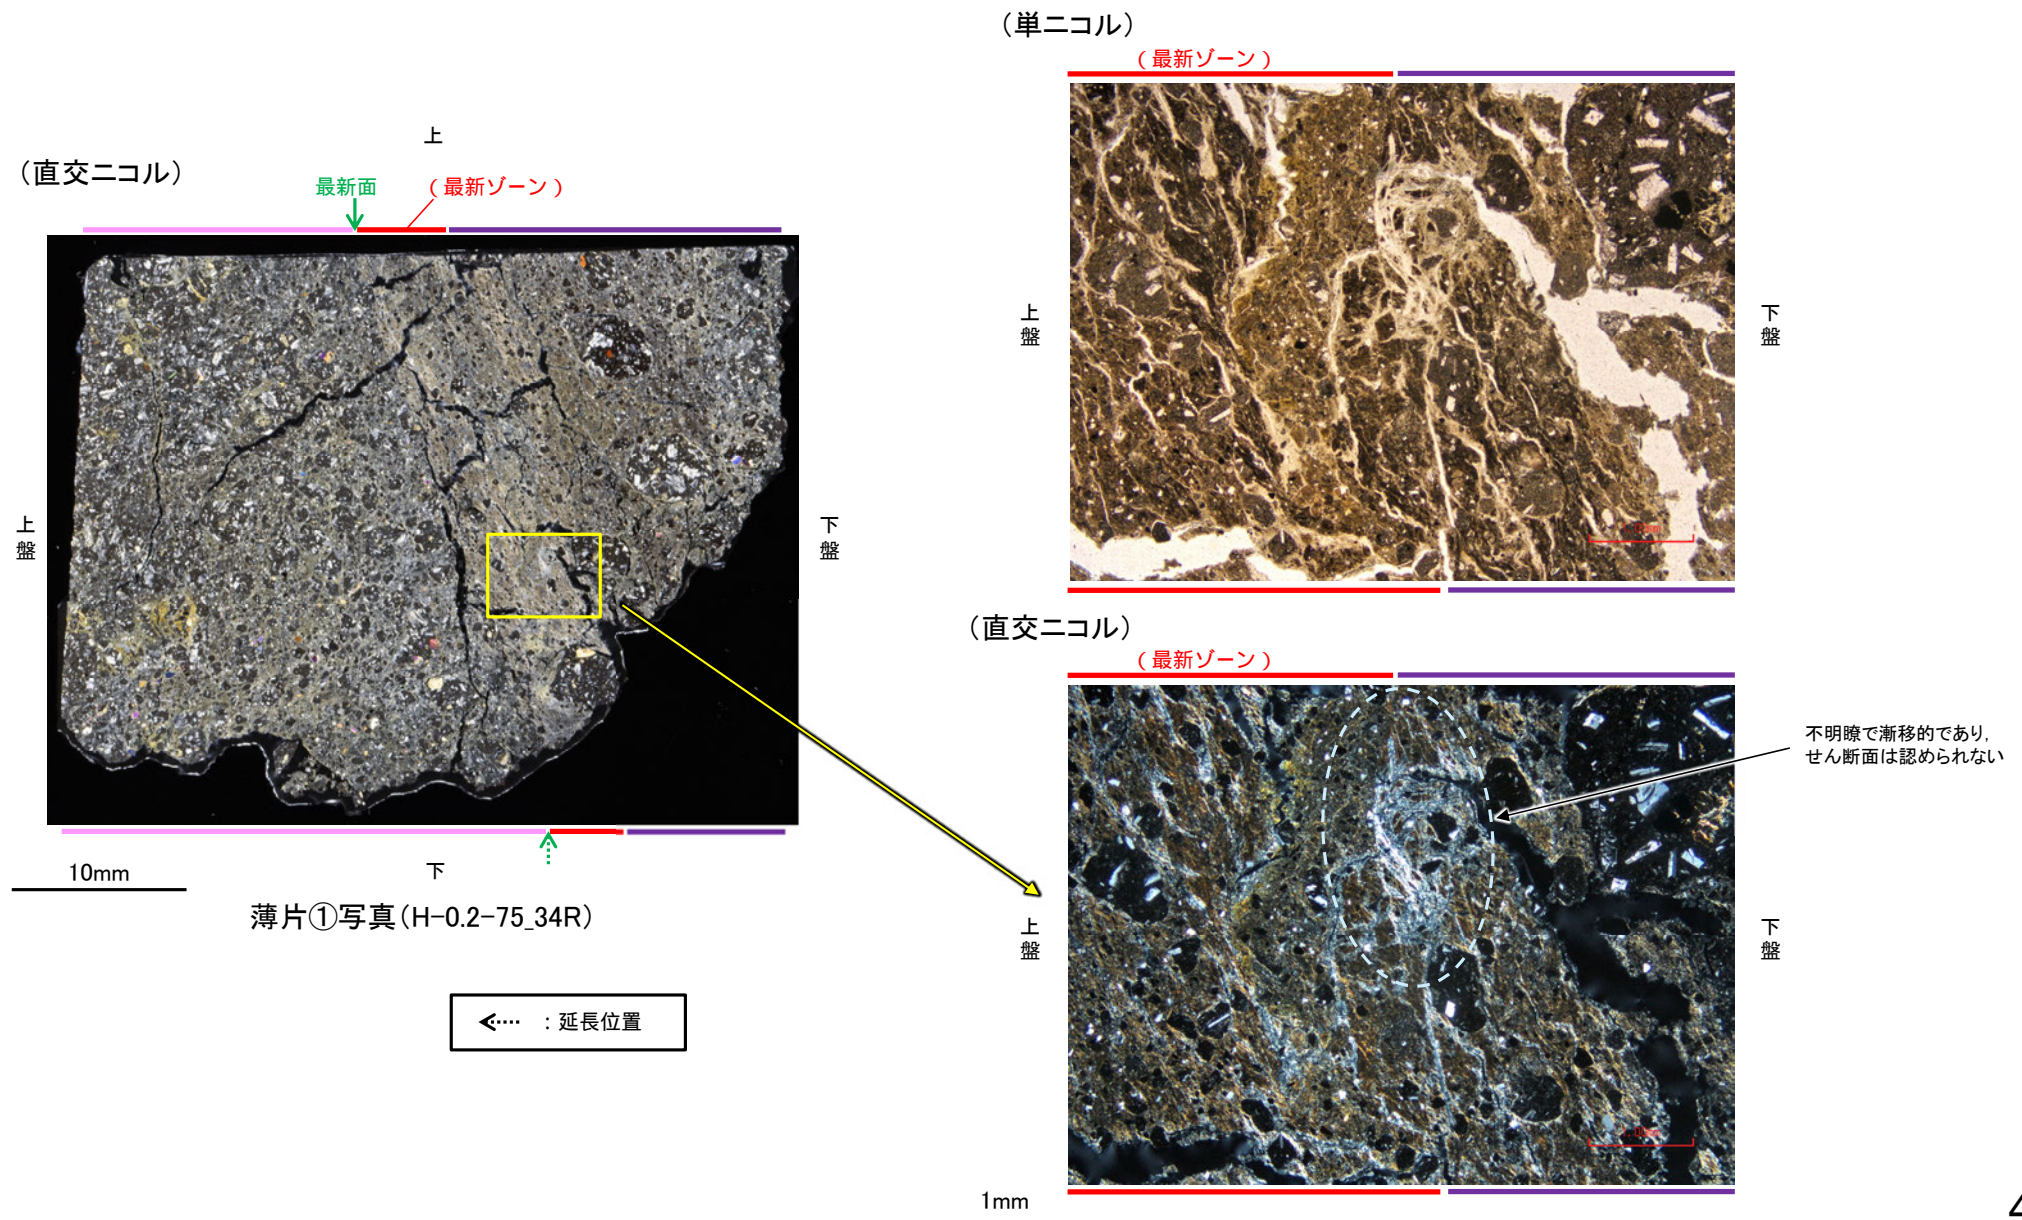 （単ニコル）
(最新ゾーン)
上
（直交ニコル）
最新面
(最新ゾーン)
上盤
下盤
上盤
下盤
（直交ニコル）
(最新ゾーン)
不明瞭で漸移的であり，
せん断面は認められない
10mm
下
薄片①写真(H-0.2-75_34R)
上盤
下盤
：延長位置
1mm